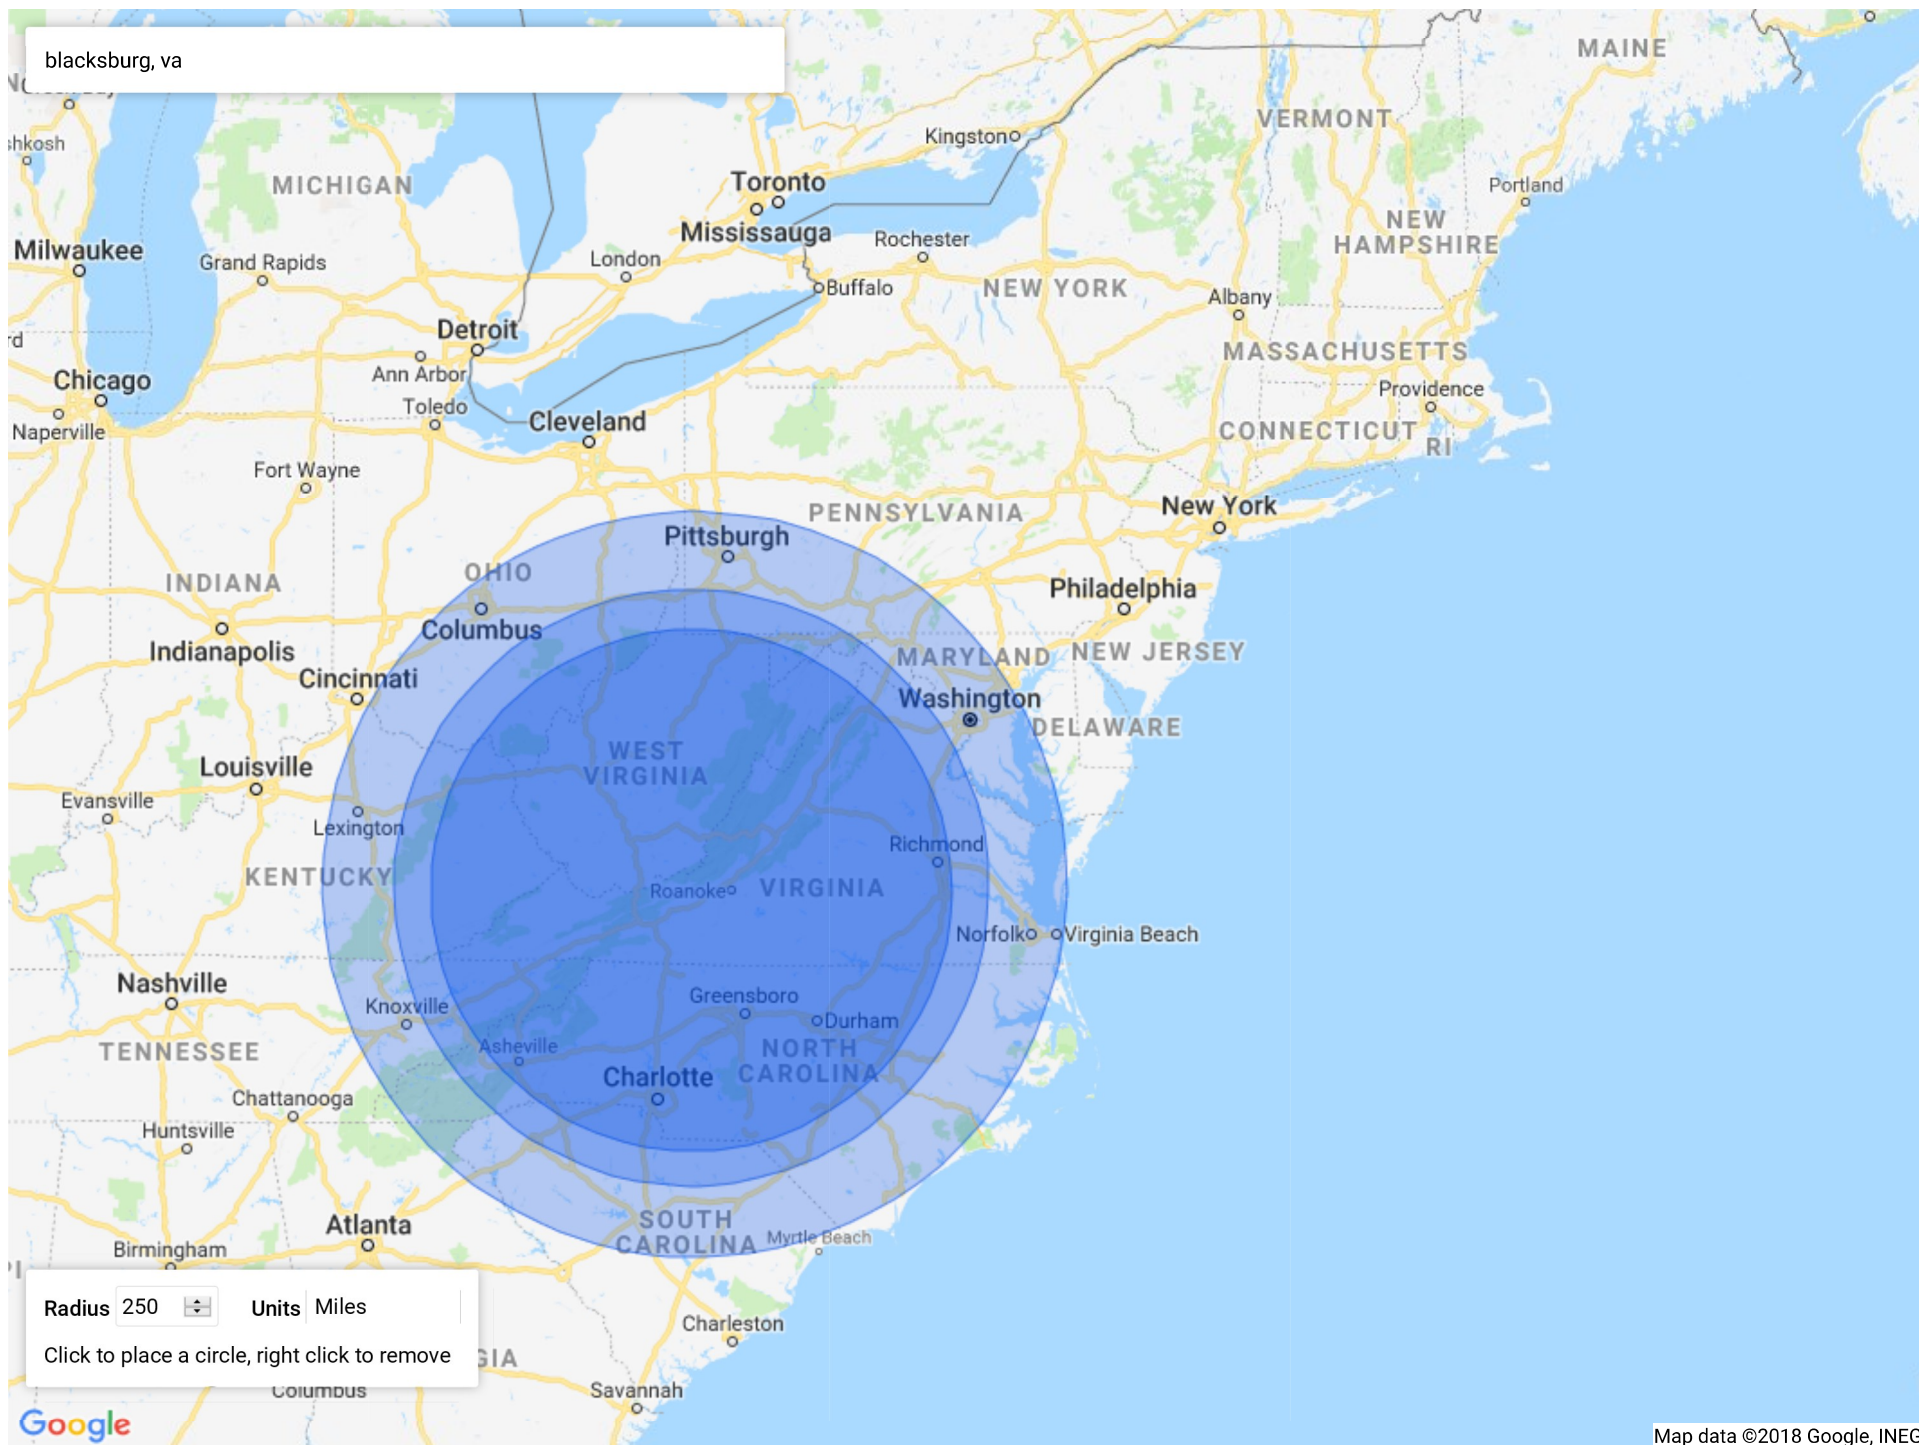 blacksburg, va
MAINE
VERMONT
Kingston
shkosh
MICHIGAN
Toronto
Portland
Mississauga
NEW
HAMPSHIRE
Milwaukee
Grand Rapids
London
Rochester
Buffalo
NEW YORK
Albany
Detroit
rd
MASSACHUSETTS
Chicago
Ann Arbor
Providence
Toledo
Cleveland
Naperville
CONNECTICUT
RI
Fort Wayne
New York
PENNSYLVANIA
Pittsburgh
OHIO
INDIANA
Philadelphia
Columbus
Indianapolis
MARYLAND
NEW JERSEY
Cincinnati
Washington
DELAWARE
WEST
VIRGINIA
Louisville
Evansville
Lexington
Richmond
KENTUCKY
Roanoke
VIRGINIA
Norfolk
Virginia Beach
Nashville
Knoxville
Greensboro
Durham
TENNESSEE
Asheville
NORTH
CAROLINA
Charlotte
Chattanooga
Huntsville
SOUTH
CAROLINA
Myrtle Beach
Atlanta
Birmingham
PI
Radius 250 Units Miles
Charleston
Click to place a circle, right click to remove
GIA
Columbus
Savannah
Google
Map data ©2018 Google, INEG